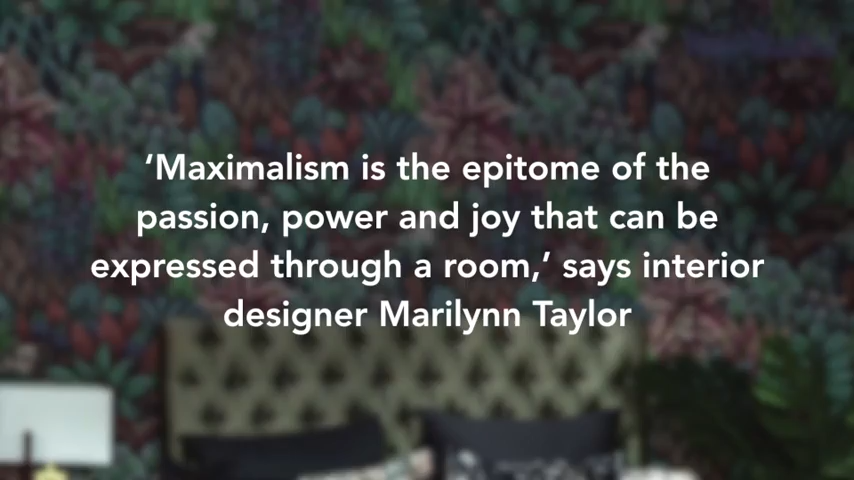 ‘Maximalism is the epitome of the
passion, power and joy that can be
expressed through a room,’ says interior
designer Marilynn Taylor